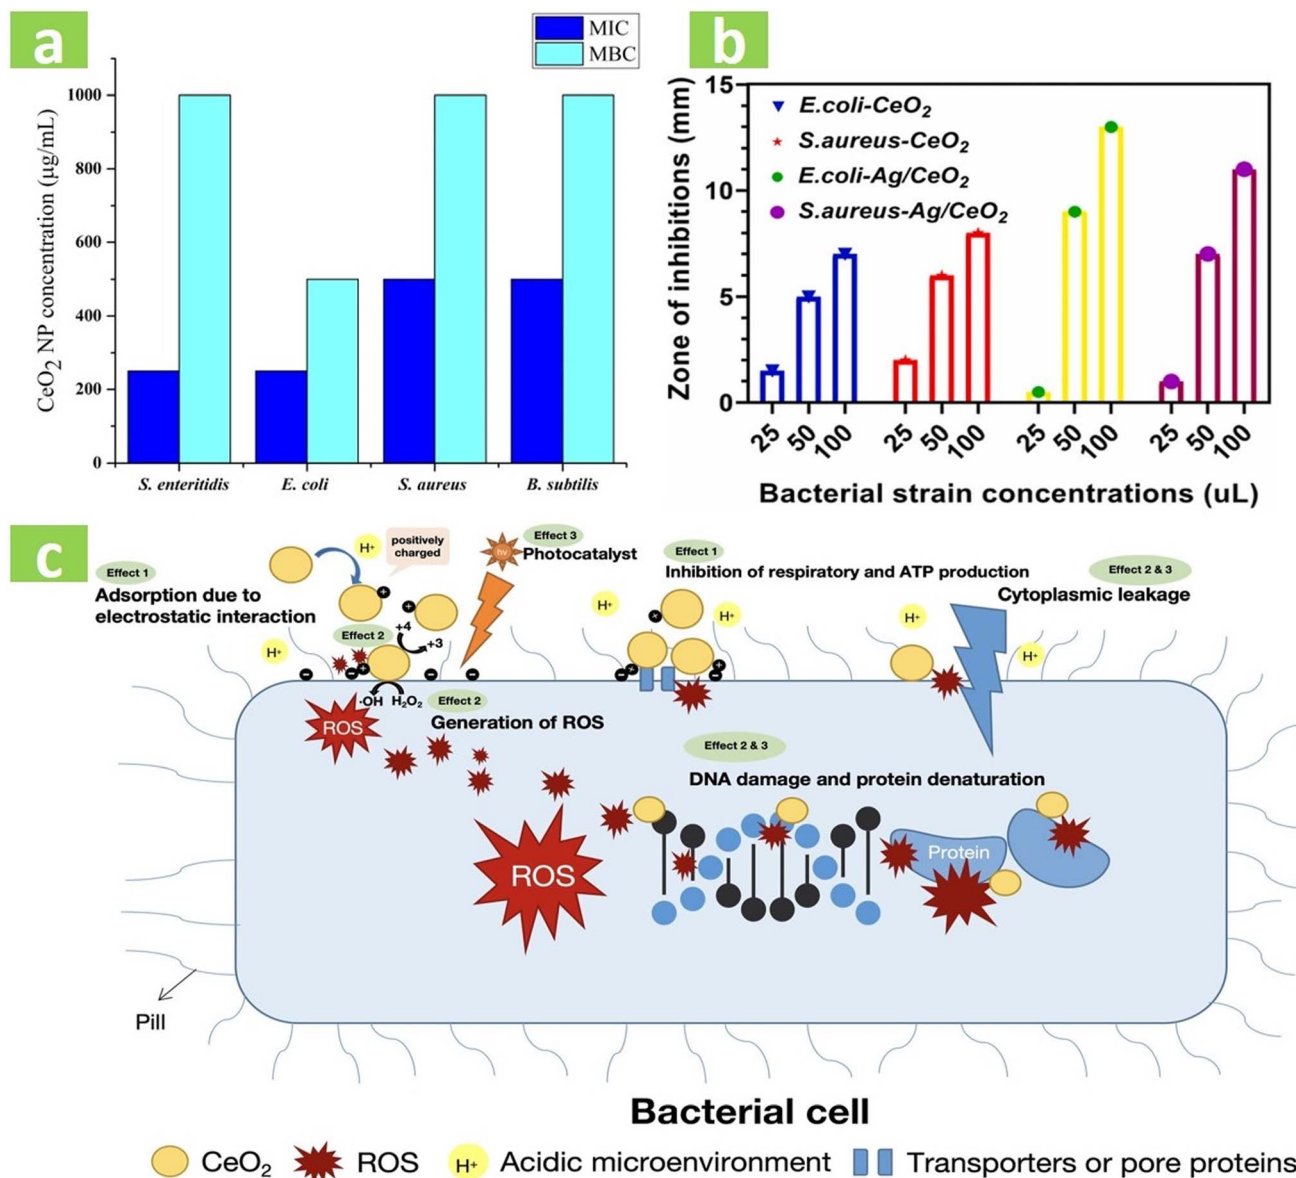 a
MIC
MBC
CeO₂ NP concentration (µg/mL)
1000
800
600
400
200
0
S. enteritidis
E. coli
S. aureus
B. subtilis
b
Zone of inhibitions (mm)
15
10
5
0
E.coli-CeO₂
S.aureus-CeO₂
E.coli-Ag/CeO₂
S.aureus-Ag/CeO₂
25 50 100 25 50 100 25 50 100 25 50 100
Bacterial strain concentrations (uL)
c
Effect 1
Adsorption due to
electrostatic interaction
H⁺
positively
charged
hv
Effect 3
Photocatalyst
Effect 1
Inhibition of respiratory and ATP production
Effect 2 & 3
Cytoplasmic leakage
H⁺
H⁺
H⁺
H⁺
H⁺
Effect 2
+4
+3
·OH H₂O₂
Effect 2
Generation of ROS
ROS
Effect 2 & 3
DNA damage and protein denaturation
ROS
Protein
Pill
Bacterial cell
CeO₂
ROS
H⁺
Acidic microenvironment
Transporters or pore proteins